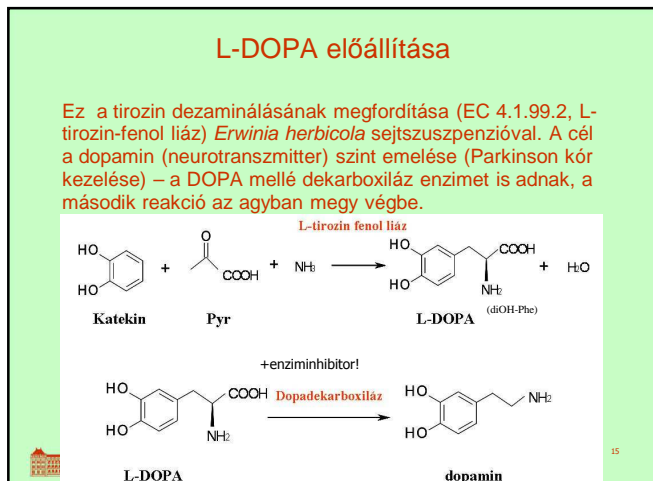 L-DOPA előállítása
Ez a tirozin dezaminálásának megfordítása (EC 4.1.99.2, L-
tirozin-fenol liáz) Erwinia herbicola sejtszuszpenzióval. A cél
a dopamin (neurotranszmitter) szint emelése (Parkinson kór
kezelése) – a DOPA mellé dekarboxiláz enzimet is adnak, a
második reakció az agyban megy végbe.
L-tirozin fenol liáz
HO
HO
+
O
COOH
+ NH3
HO
HO
COOH
NH2
+ H2O
(diOH-Phe)
Katekin
Pyr
L-DOPA
+enziminhibitor!
HO
HO
COOH
NH2
Dopadekarboxiláz
HO
HO
NH2
L-DOPA
dopamin
15